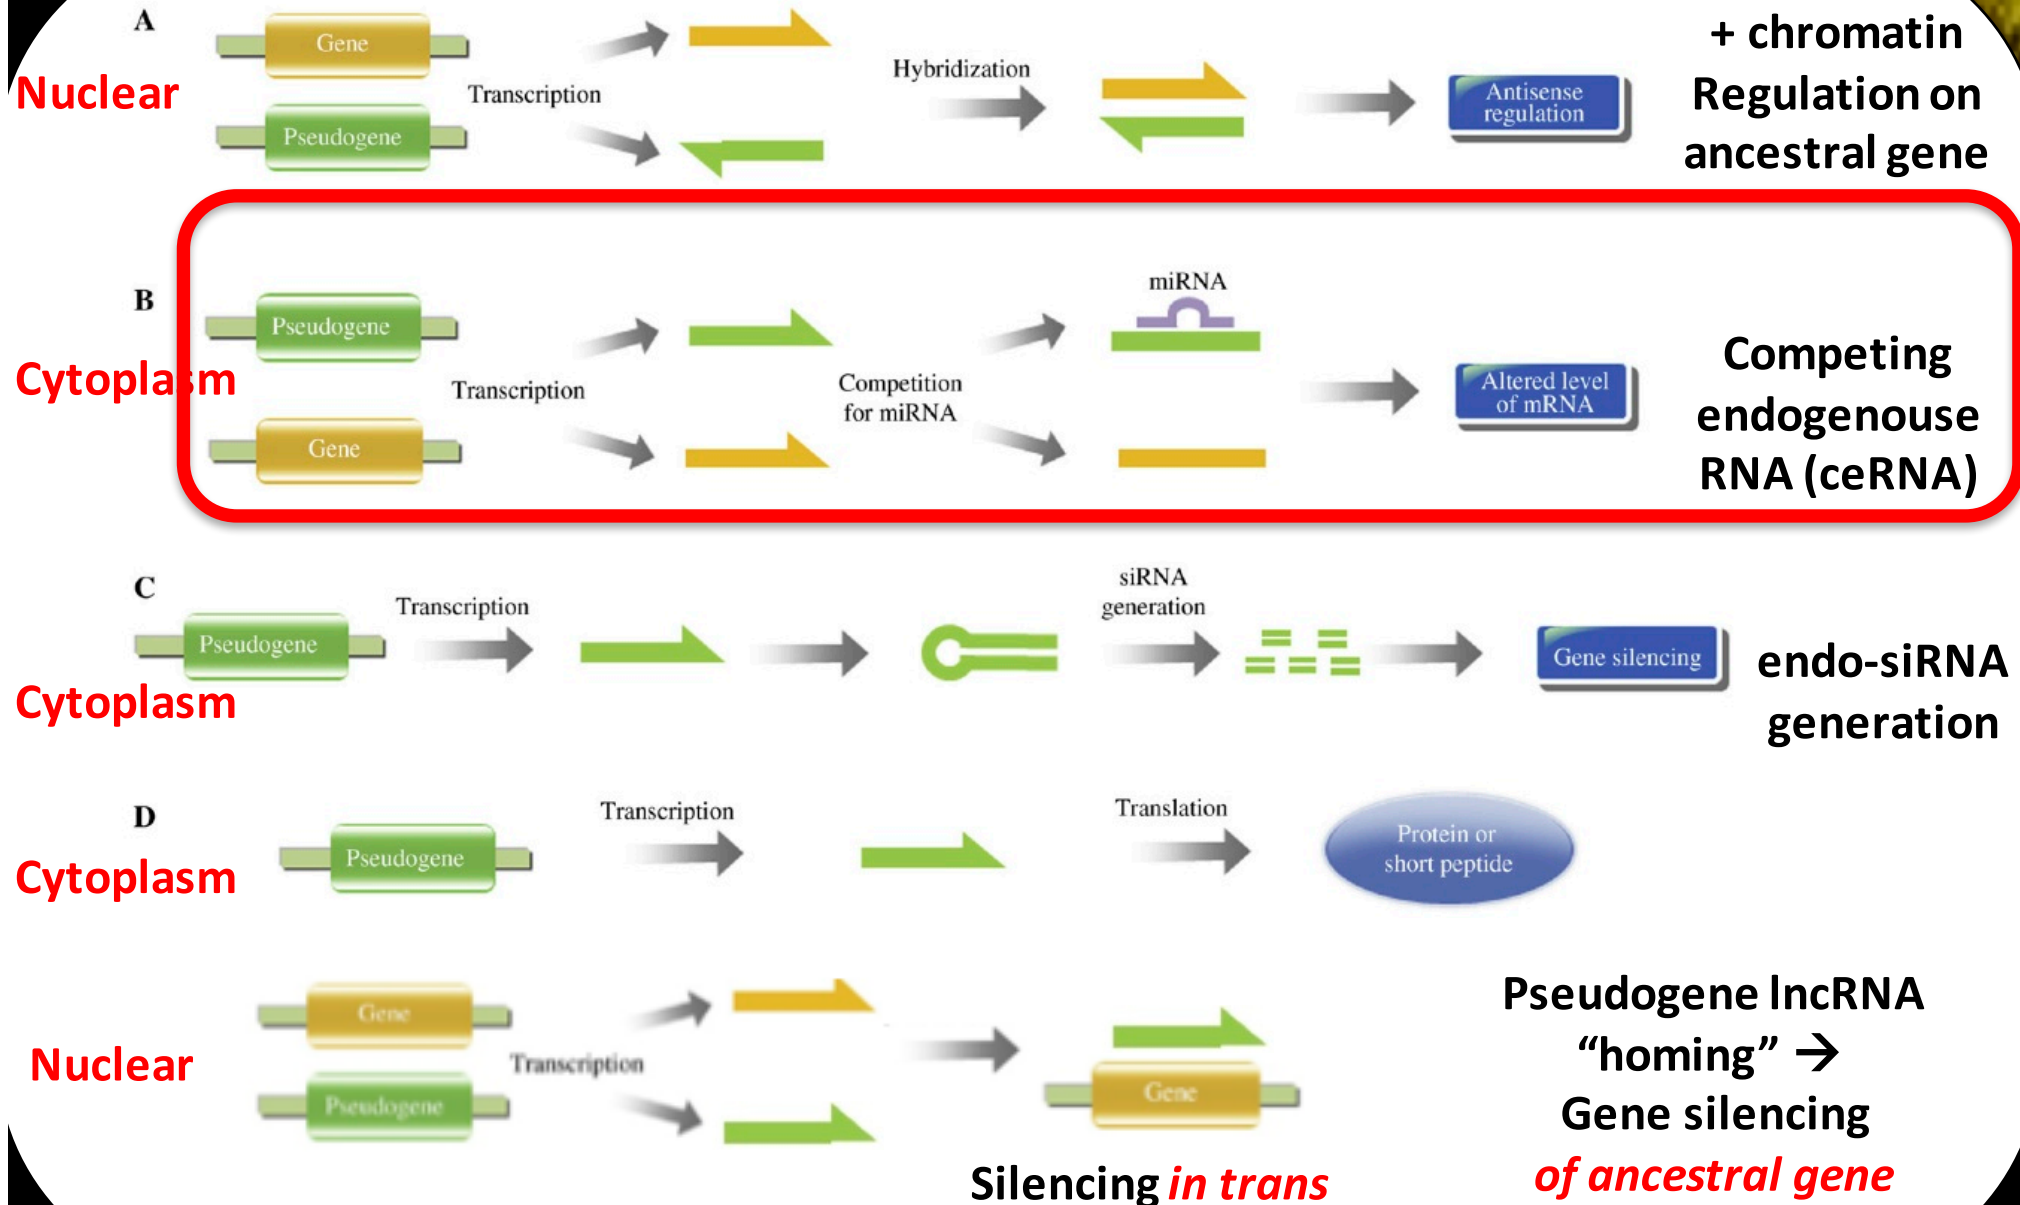 A
Nuclear
Gene
Pseudogene
Transcription
Hybridization
Antisense
regulation
+ chromatin
Regulation on
ancestral gene
B
Cytoplasm
Pseudogene
Gene
Transcription
Competition
for miRNA
miRNA
Altered level
of mRNA
Competing
endogenouse
RNA (ceRNA)
C
Cytoplasm
Pseudogene
Transcription
siRNA
generation
Gene silencing
endo-siRNA
generation
D
Cytoplasm
Pseudogene
Transcription
Translation
Protein or
short peptide
Nuclear
Gene
Pseudogene
Transcription
Gene
Silencing in trans
Pseudogene lncRNA
“homing” →
Gene silencing
of ancestral gene